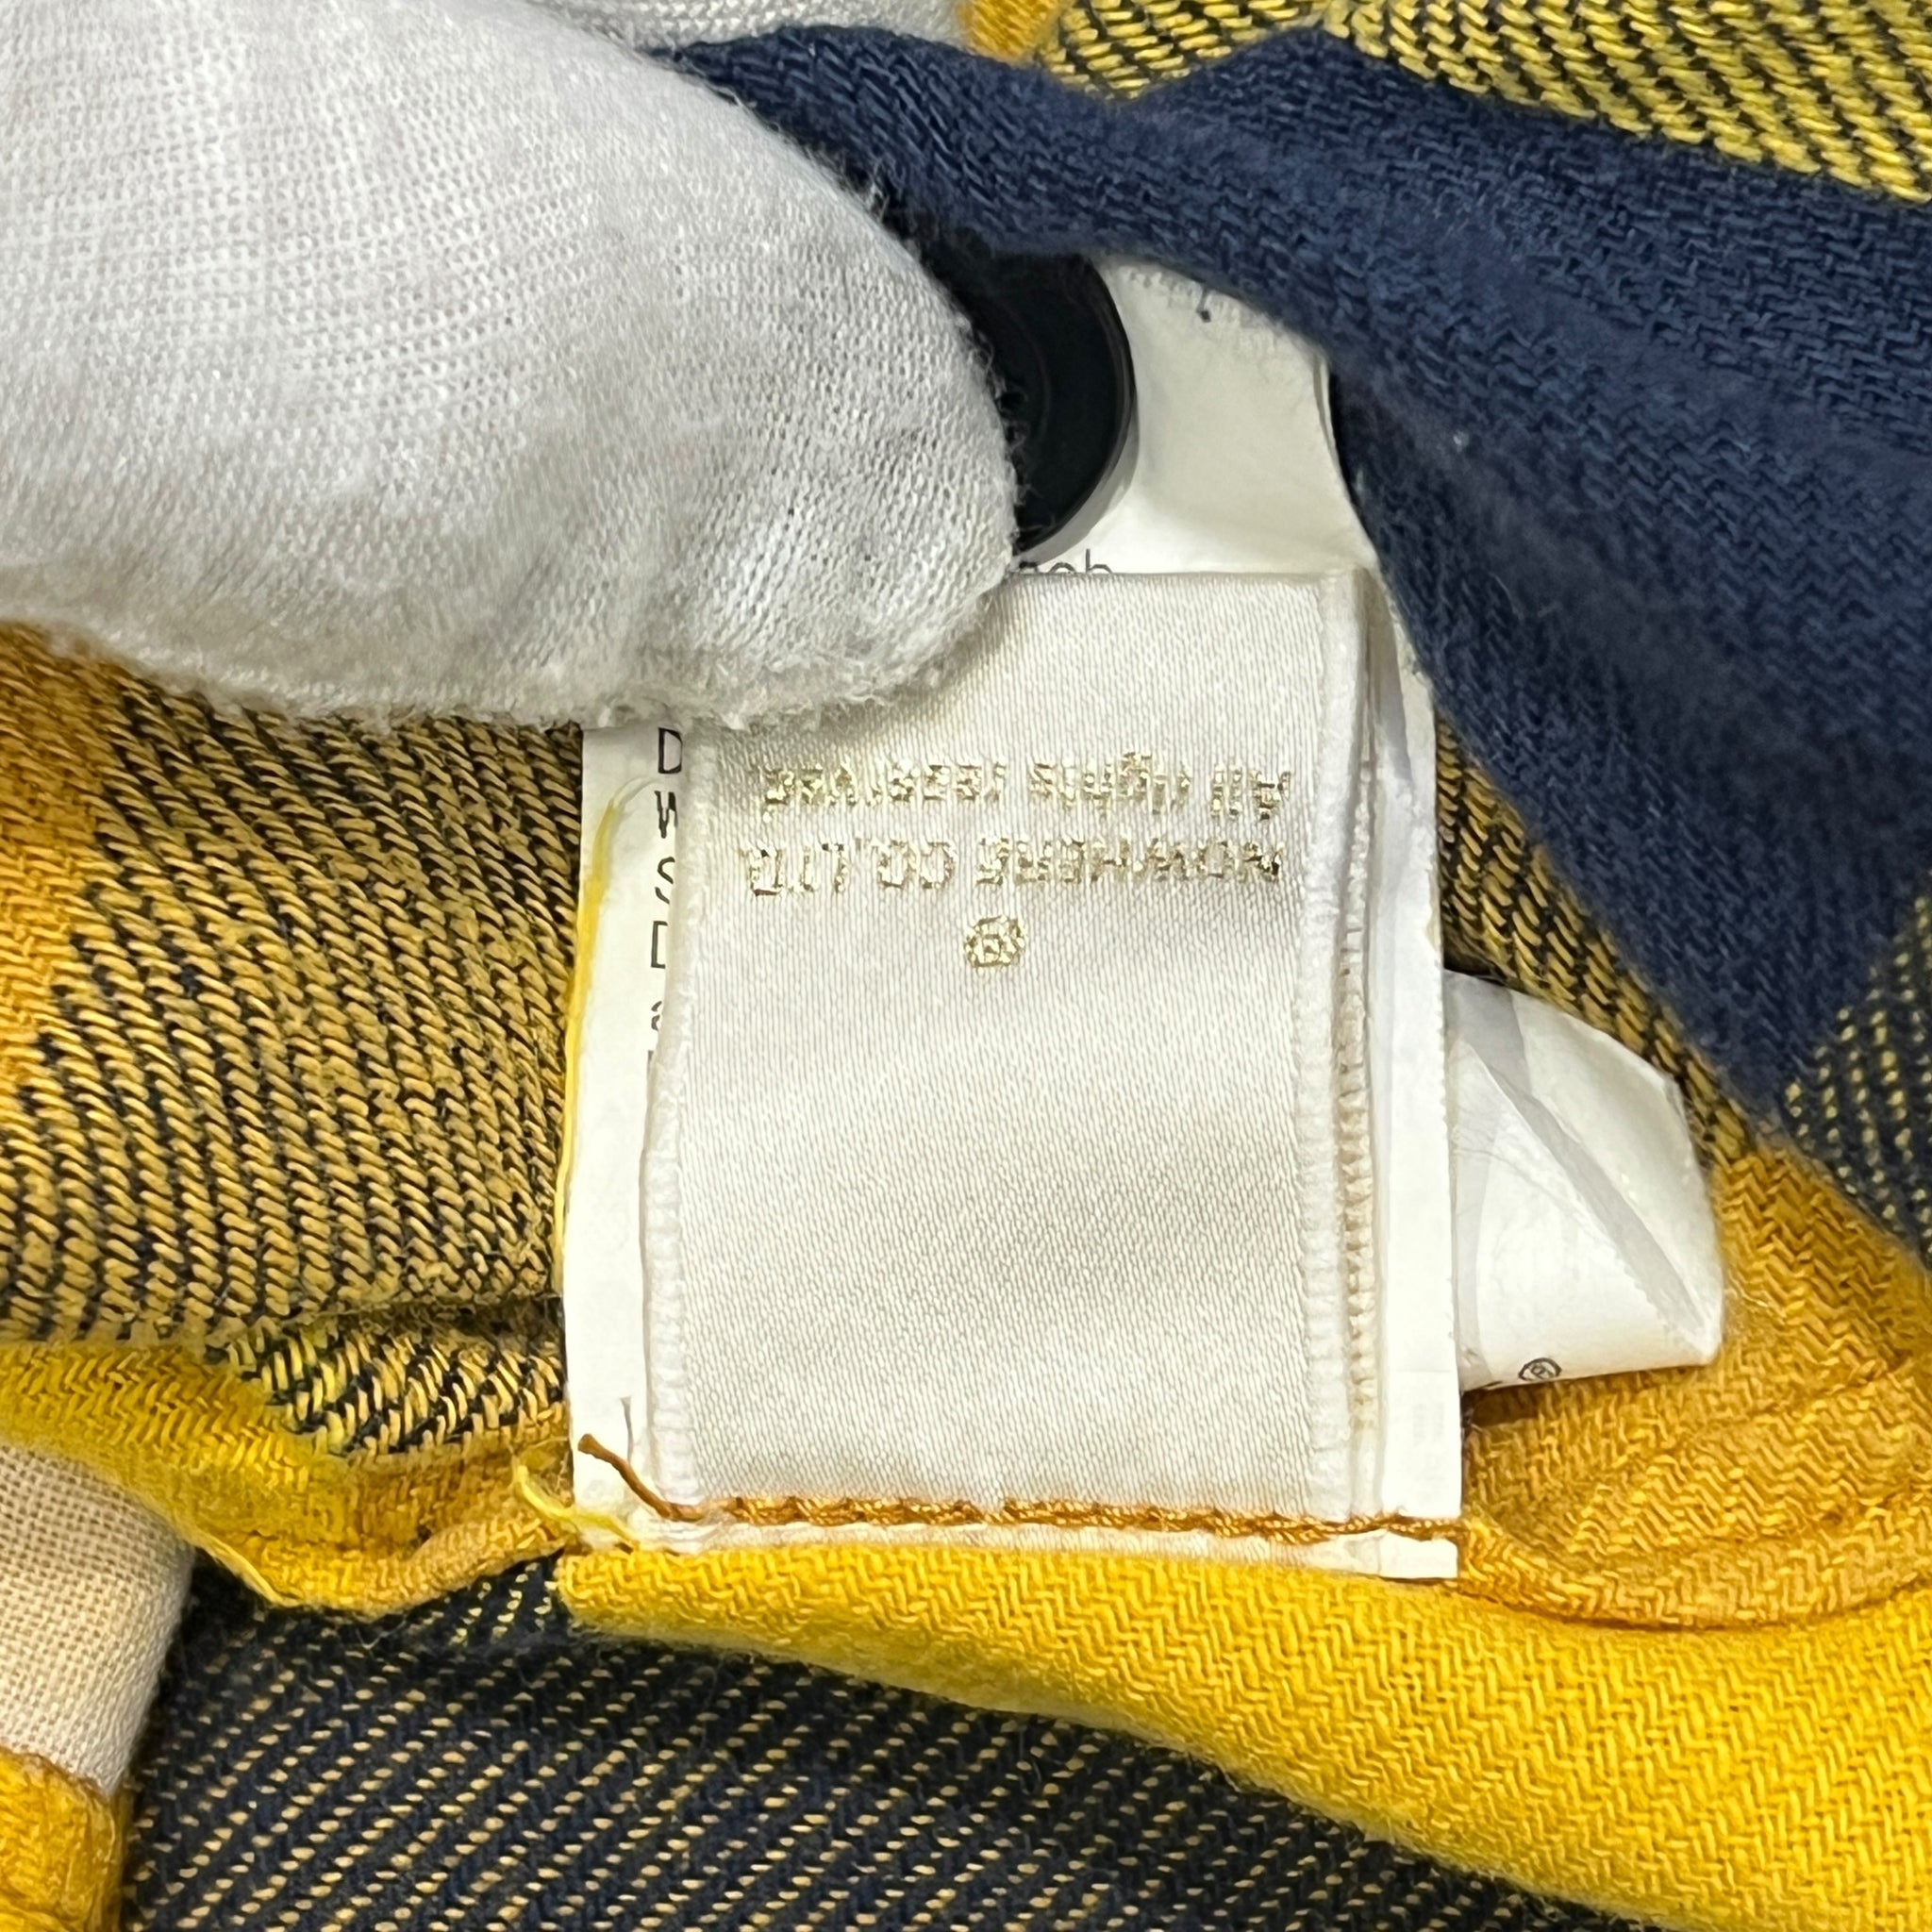 All rights reserved.
NOWHERE CO.,LTD.
®
D
W
S
D
®